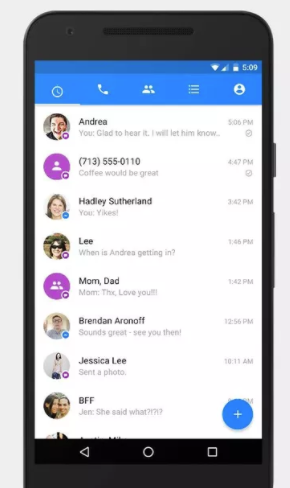 5:09
Andrea
5:06 PM
You: Glad to hear it. I will let him know..
(713) 555-0110
4:47 PM
Coffee would be great
Hadley Sutherland
3:42 PM
You: Yikes!
Lee
1:46 PM
When is Andrea getting in?
Mom, Dad
1:42 PM
Mom: Thx, Love you!!!
Brendan Aronoff
12:56 PM
Sounds great - see you then!
Jessica Lee
10:11 AM
Sent a photo.
BFF
Jen: She said what?!?!?